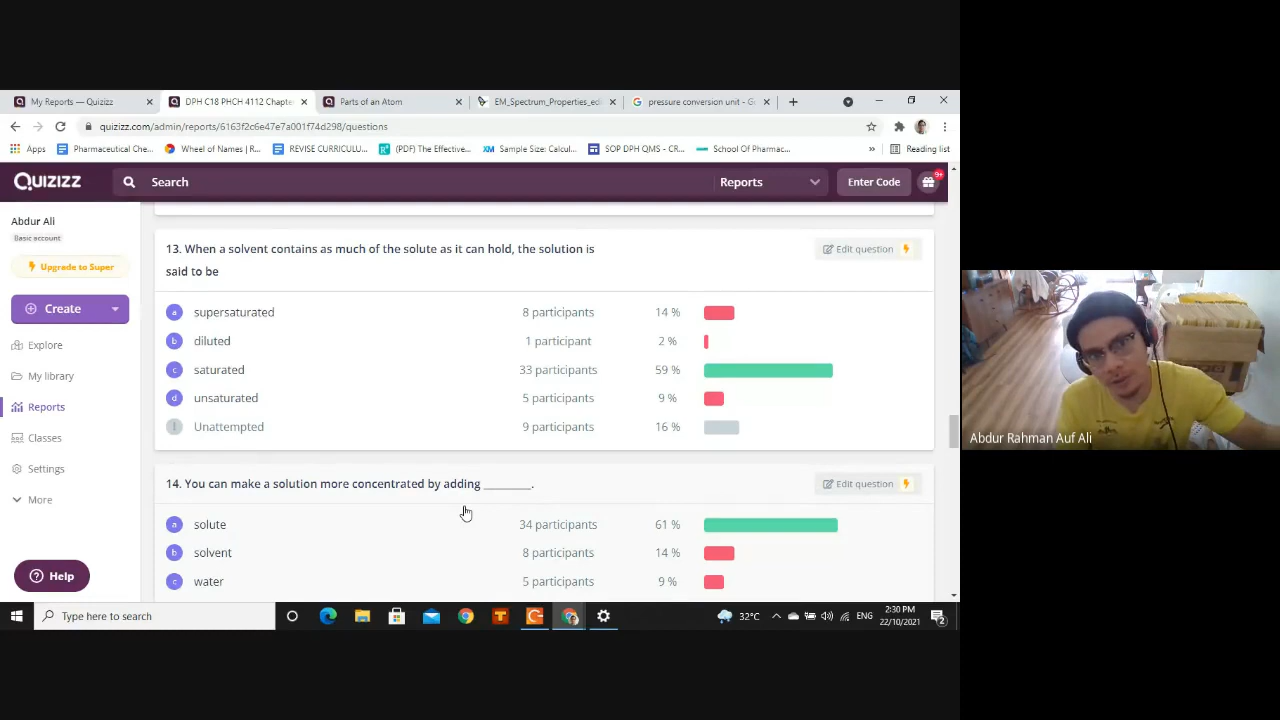 My Reports — Quizizz
DPH C18 PHCH 4112 Chapte
Parts of an Atom
EM_Spectrum_Properties_edi
pressure conversion unit - G
quizizz.com/admin/reports/6163f2c6e47e7a001f74d298/questions
Apps
Pharmaceutical Che...
Wheel of Names | R...
REVISE CURRICULU...
(PDF) The Effective...
XM Sample Size: Calcul...
SOP DPH QMS - CR...
School Of Pharmac...
»
Reading list
QUIZIZZ
Search
Reports
Enter Code
9+
Abdur Ali
Basic account
Upgrade to Super
Create
Explore
My library
Reports
Classes
Settings
More
Help
13. When a solvent contains as much of the solute as it can hold, the solution is
said to be
Edit question
a supersaturated 8 participants 14 %
b diluted 1 participant 2 %
c saturated 33 participants 59 %
d unsaturated 5 participants 9 %
Unattempted 9 participants 16 %
14. You can make a solution more concentrated by adding ________.
Edit question
a solute 34 participants 61 %
b solvent 8 participants 14 %
c water 5 participants 9 %
Abdur Rahman Auf Ali
Type here to search
32°C
ENG
2:30 PM
22/10/2021
2